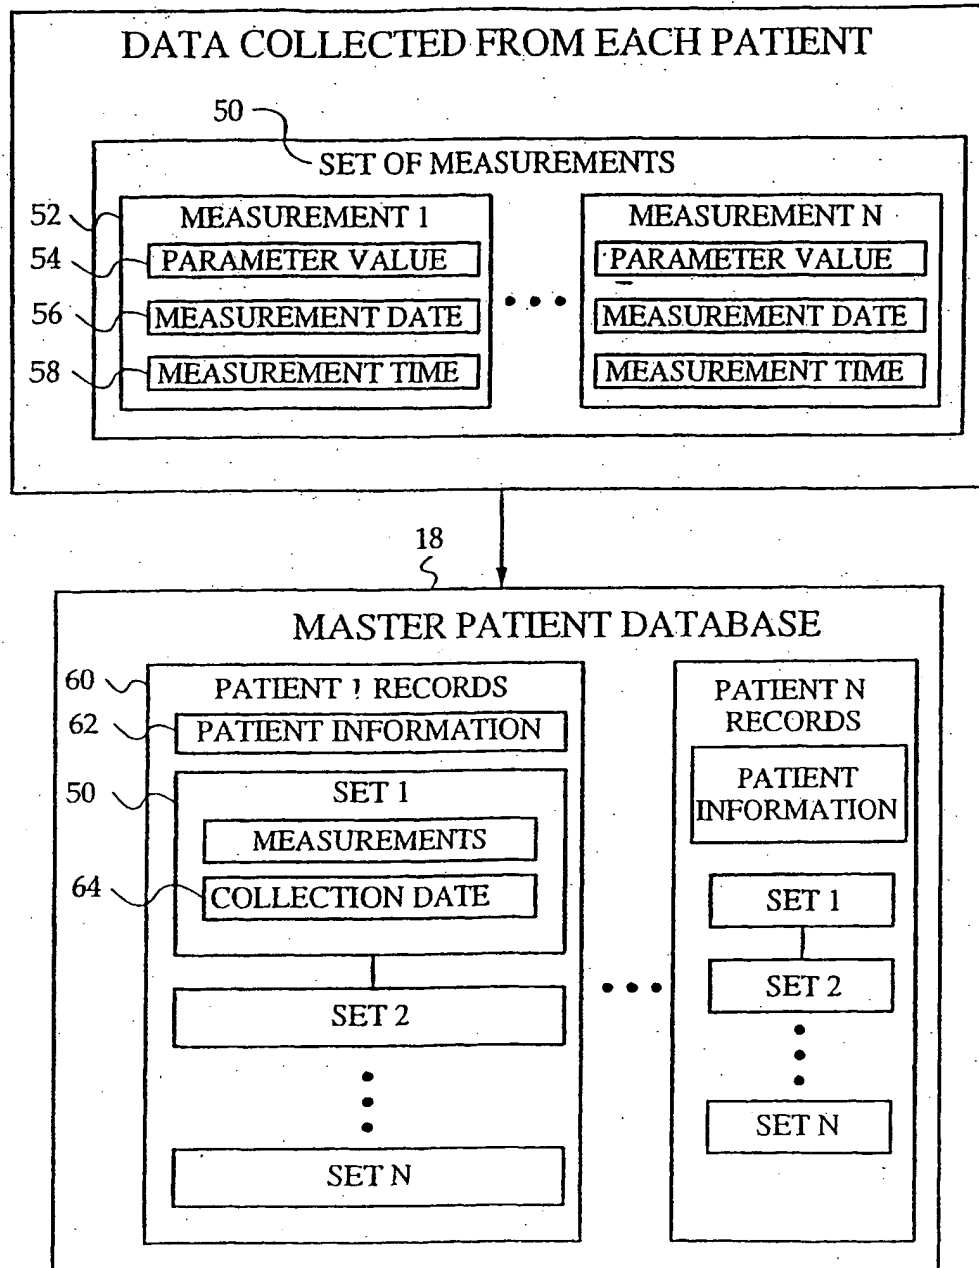 DATA COLLECTED FROM EACH PATIENT
50
SET OF MEASUREMENTS
52
MEASUREMENT 1
54
PARAMETER VALUE
56
MEASUREMENT DATE
58
MEASUREMENT TIME
MEASUREMENT N
PARAMETER VALUE
MEASUREMENT DATE
MEASUREMENT TIME
18
MASTER PATIENT DATABASE
60
PATIENT 1 RECORDS
62
PATIENT INFORMATION
50
SET 1
MEASUREMENTS
64
COLLECTION DATE
SET 2
SET N
PATIENT N
RECORDS
PATIENT
INFORMATION
SET 1
SET 2
SET N